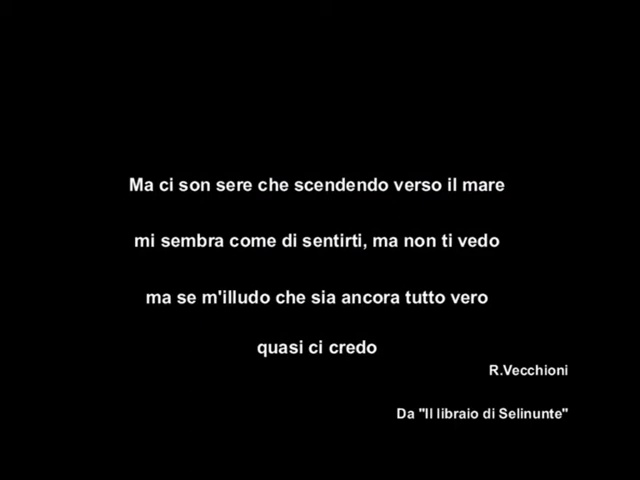 Ma ci son sere che scendendo verso il mare
mi sembra come di sentirti, ma non ti vedo
ma se m'illudo che sia ancora tutto vero
quasi ci credo
R.Vecchioni
Da "Il libraio di Selinunte"